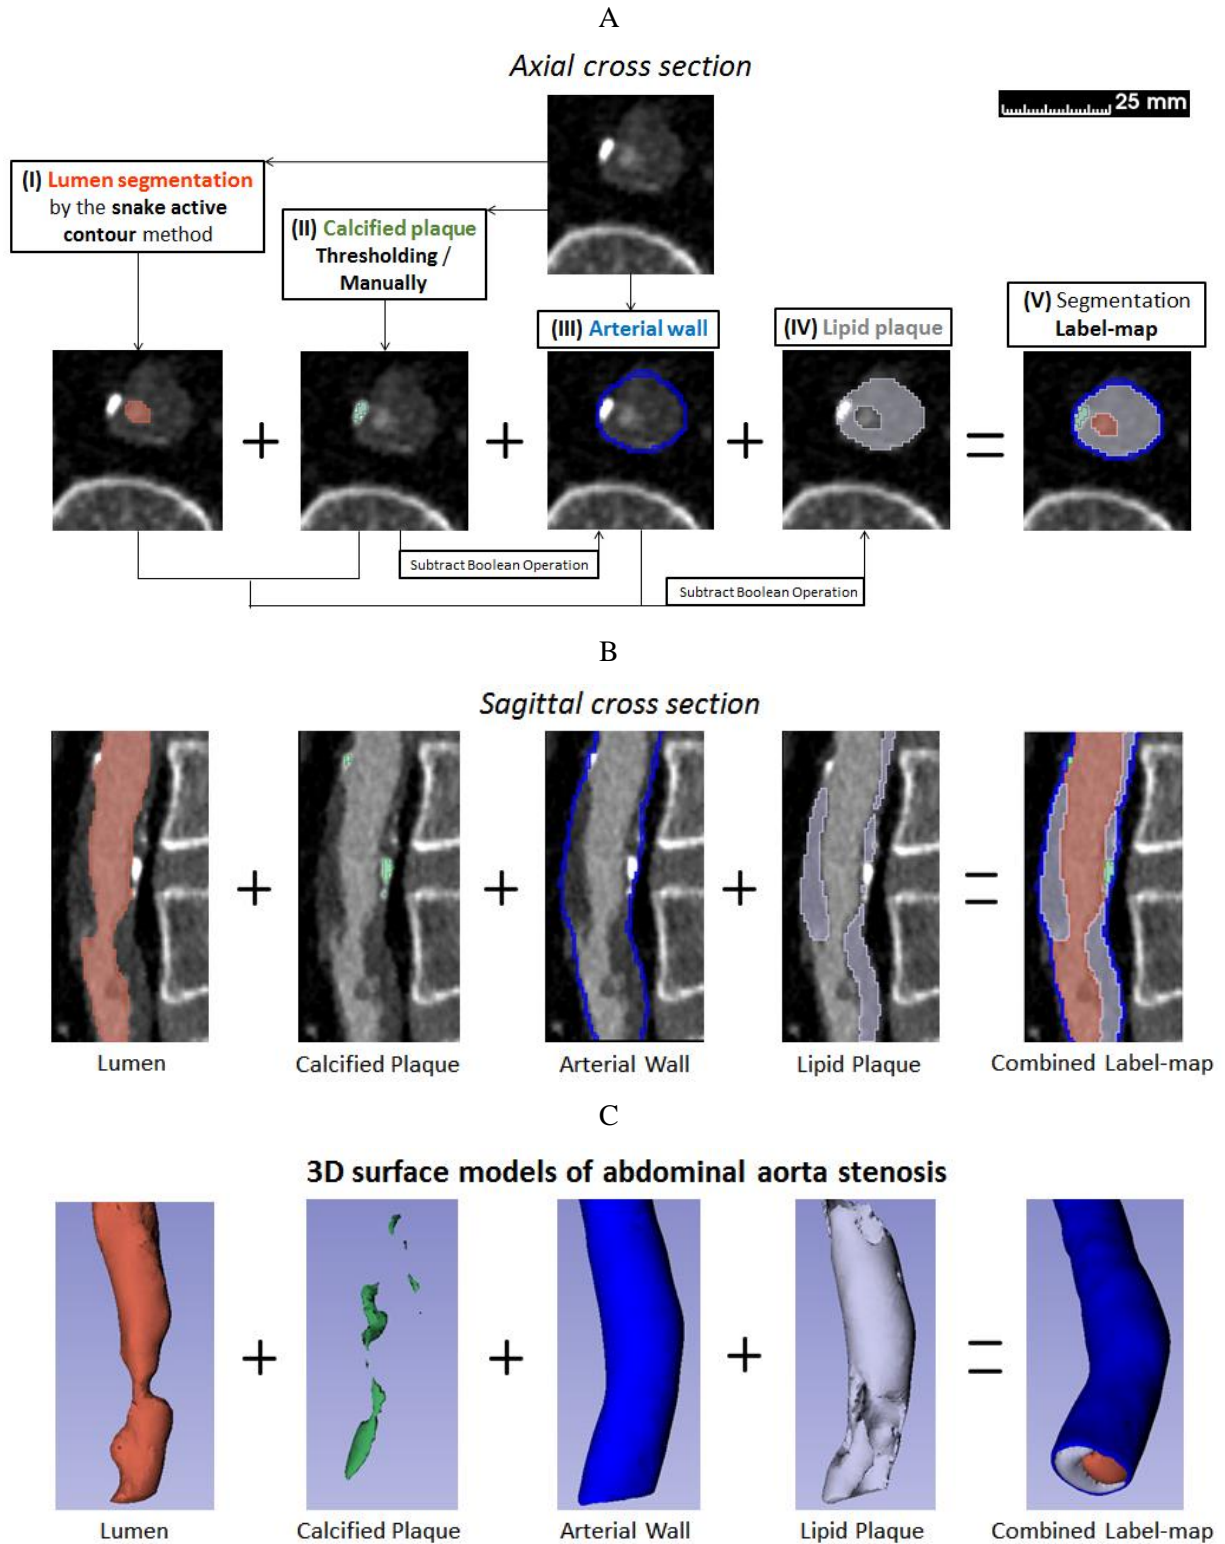 A
Axial cross section
25 mm
(I) Lumen segmentation
by the snake active
contour method
(II) Calcified plaque
Thresholding /
Manually
(III) Arterial wall
(IV) Lipid plaque
(V) Segmentation
Label-map
+
+
+
=
Subtract Boolean Operation
Subtract Boolean Operation
B
Sagittal cross section
+
+
+
=
Lumen
Calcified Plaque
Arterial Wall
Lipid Plaque
Combined Label-map
C
3D surface models of abdominal aorta stenosis
+
+
+
=
Lumen
Calcified Plaque
Arterial Wall
Lipid Plaque
Combined Label-map